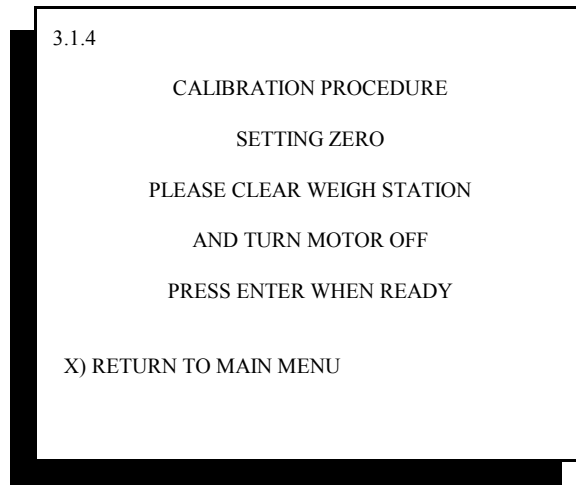 3.1.4
CALIBRATION PROCEDURE
SETTING ZERO
PLEASE CLEAR WEIGH STATION
AND TURN MOTOR OFF
PRESS ENTER WHEN READY
X) RETURN TO MAIN MENU